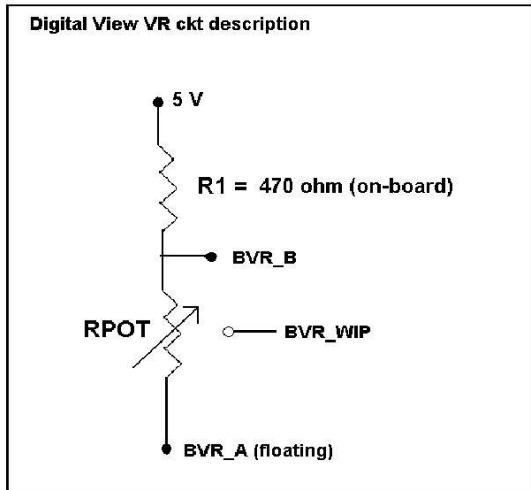 Digital View VR ckt description
5 V
R1 = 470 ohm (on-board)
BVR_B
RPOT
BVR_WIP
BVR_A (floating)